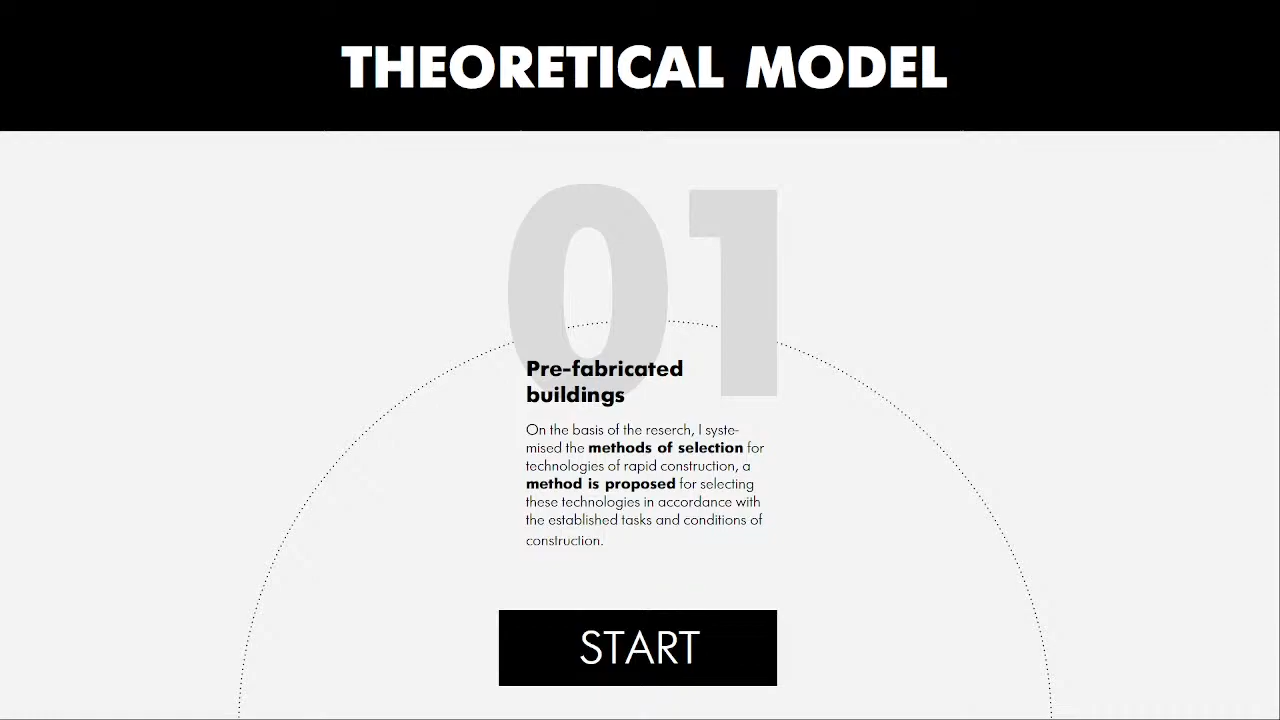 THEORETICAL MODEL
01
Pre-fabricated
buildings
On the basis of the reserch, I syste-
mised the methods of selection for
technologies of rapid construction, a
method is proposed for selecting
these technologies in accordance with
the established tasks and conditions of
construction.
START